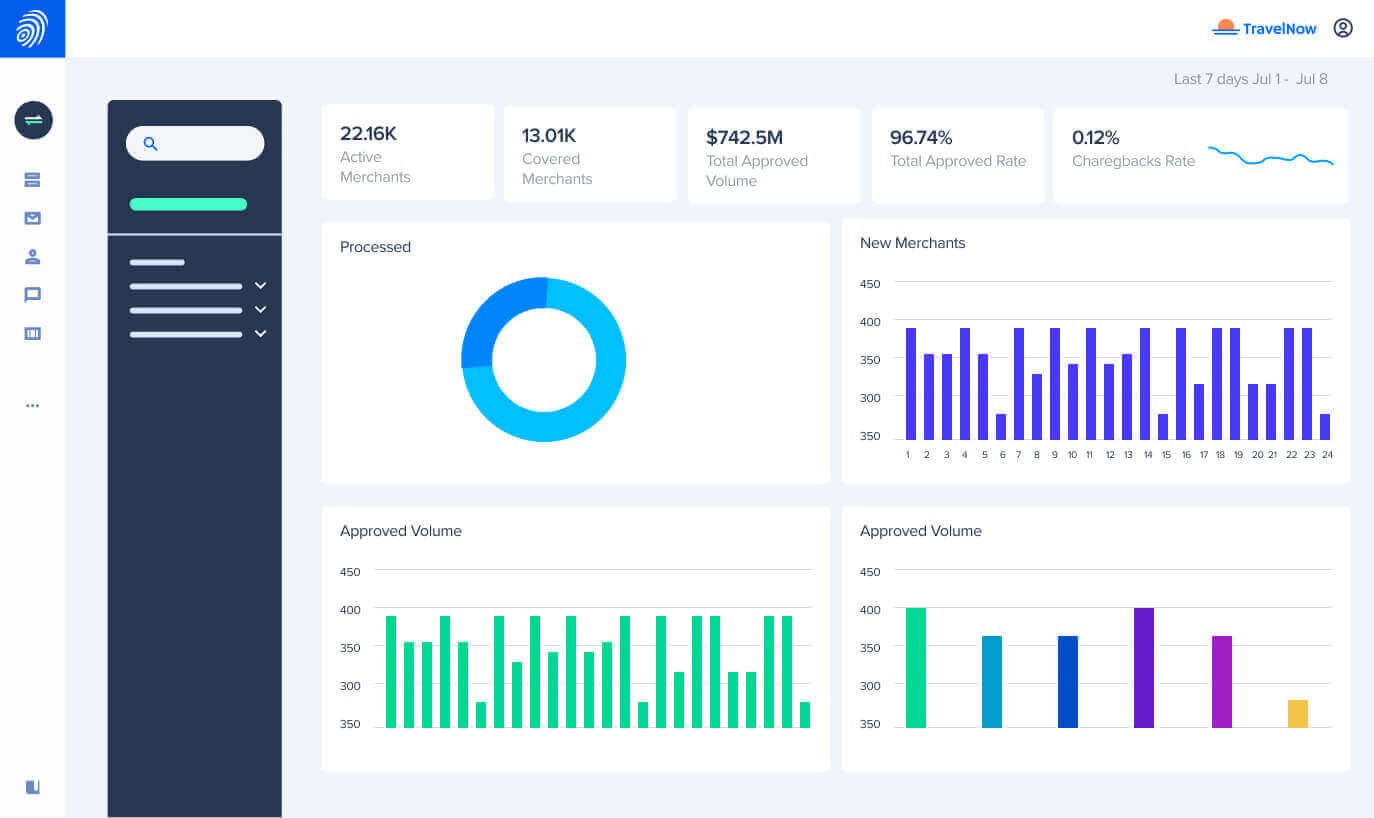 TravelNow
Last 7 days Jul 1 - Jul 8
22.16K
Active
Merchants
13.01K
Covered
Merchants
$742.5M
Total Approved
Volume
96.74%
Total Approved Rate
0.12%
Charegbacks Rate
Processed
New Merchants
450
400
350
300
350
1 2 3 4 5 6 7 8 9 10 11 12 13 14 15 16 17 18 19 20 21 22 23 24
Approved Volume
450
400
350
300
350
Approved Volume
450
400
350
300
350